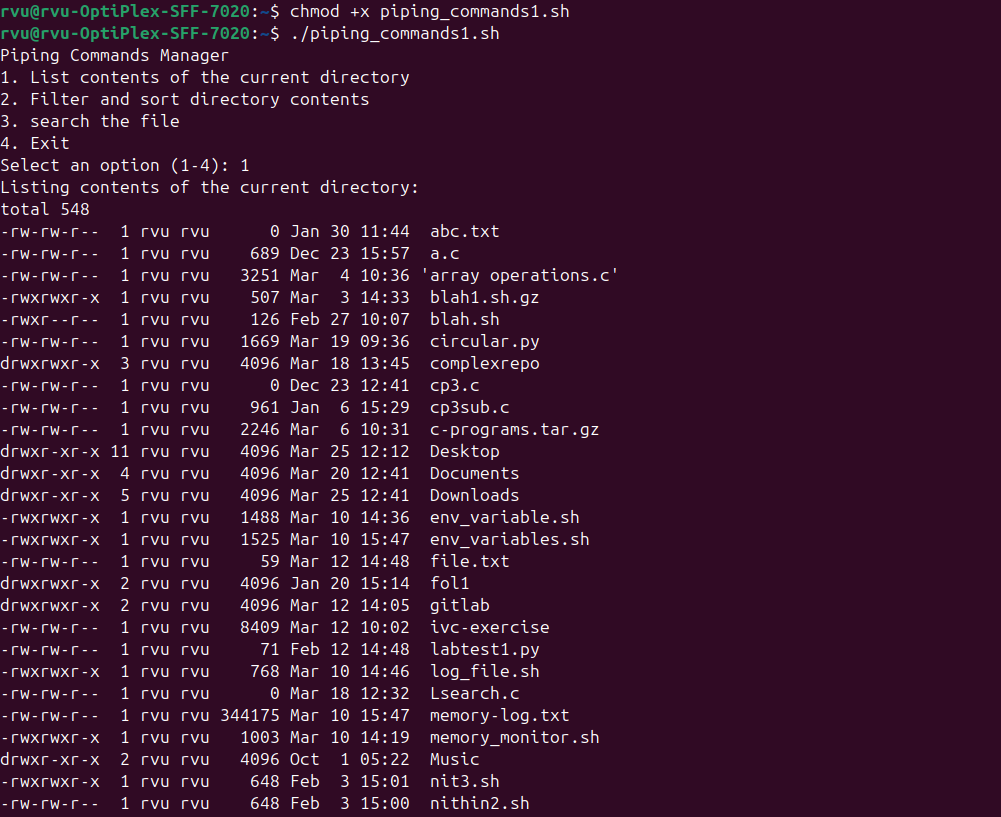 rvu@rvu-OptiPlex-SFF-7020:~$ chmod +x piping_commands1.sh
rvu@rvu-OptiPlex-SFF-7020:~$ ./piping_commands1.sh
Piping Commands Manager
1. List contents of the current directory
2. Filter and sort directory contents
3. search the file
4. Exit
Select an option (1-4): 1
Listing contents of the current directory:
total 548
-rw-rw-r--  1 rvu rvu      0 Jan 30 11:44  abc.txt
-rw-rw-r--  1 rvu rvu    689 Dec 23 15:57  a.c
-rw-rw-r--  1 rvu rvu   3251 Mar  4 10:36 'array operations.c'
-rwxrwxr-x  1 rvu rvu    507 Mar  3 14:33  blah1.sh.gz
-rwxr--r--  1 rvu rvu    126 Feb 27 10:07  blah.sh
-rw-rw-r--  1 rvu rvu   1669 Mar 19 09:36  circular.py
drwxrwxr-x  3 rvu rvu   4096 Mar 18 13:45  complexrepo
-rw-rw-r--  1 rvu rvu      0 Dec 23 12:41  cp3.c
-rw-rw-r--  1 rvu rvu    961 Jan  6 15:29  cp3sub.c
-rw-rw-r--  1 rvu rvu   2246 Mar  6 10:31  c-programs.tar.gz
drwxr-xr-x 11 rvu rvu   4096 Mar 25 12:12  Desktop
drwxr-xr-x  4 rvu rvu   4096 Mar 20 12:41  Documents
drwxr-xr-x  5 rvu rvu   4096 Mar 25 12:41  Downloads
-rwxrwxr-x  1 rvu rvu   1488 Mar 10 14:36  env_variable.sh
-rwxrwxr-x  1 rvu rvu   1525 Mar 10 15:47  env_variables.sh
-rw-rw-r--  1 rvu rvu     59 Mar 12 14:48  file.txt
drwxrwxr-x  2 rvu rvu   4096 Jan 20 15:14  fol1
drwxrwxr-x  2 rvu rvu   4096 Mar 12 14:05  gitlab
-rw-rw-r--  1 rvu rvu   8409 Mar 12 10:02  ivc-exercise
-rw-rw-r--  1 rvu rvu     71 Feb 12 14:48  labtest1.py
-rwxrwxr-x  1 rvu rvu    768 Mar 10 14:46  log_file.sh
-rw-rw-r--  1 rvu rvu      0 Mar 18 12:32  Lsearch.c
-rw-rw-r--  1 rvu rvu 344175 Mar 10 15:47  memory-log.txt
-rwxrwxr-x  1 rvu rvu   1003 Mar 10 14:19  memory_monitor.sh
drwxr-xr-x  2 rvu rvu   4096 Oct  1 05:22  Music
-rwxrwxr-x  1 rvu rvu    648 Feb  3 15:01  nit3.sh
-rw-rw-r--  1 rvu rvu    648 Feb  3 15:00  nithin2.sh